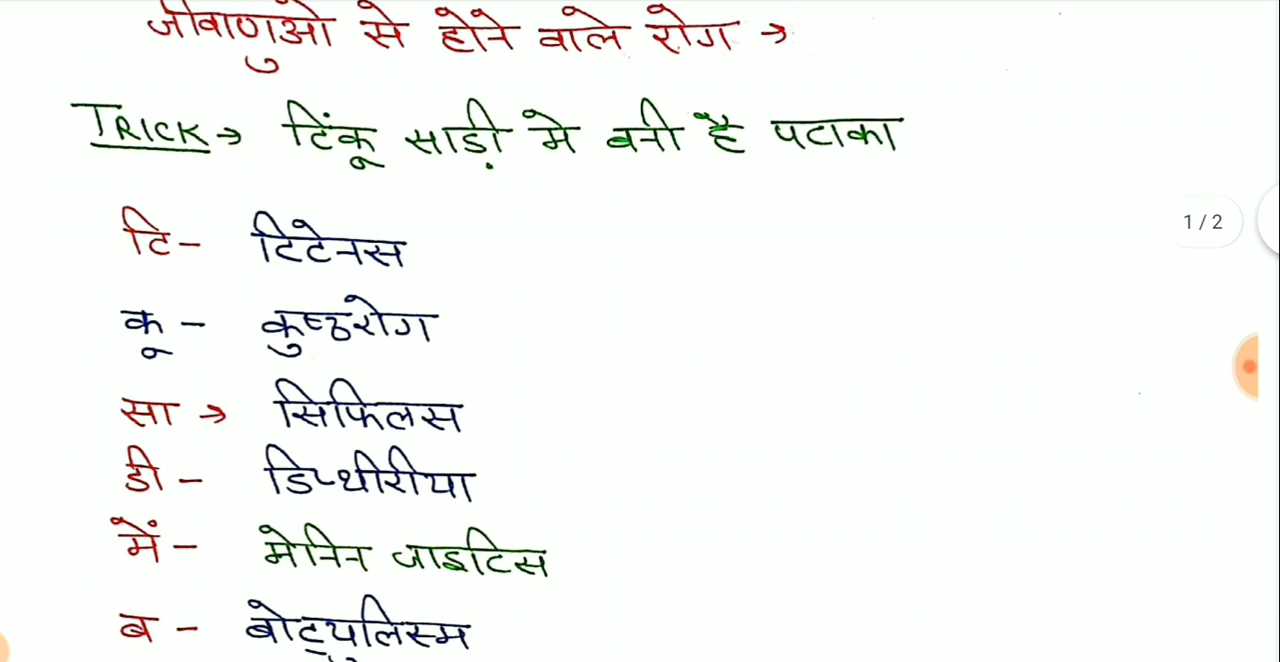 जीवाणुओ से होने वाले रोग →
TRICK → टिंकू साड़ी मे बनी है पटाका
1/2
टि - टिटेनस
कू - कुष्ठरोग
सा → सिफिलस
डी - डिप्थीरीया
में - मेनिन जाइटिस
ब - बोट्युलिस्म